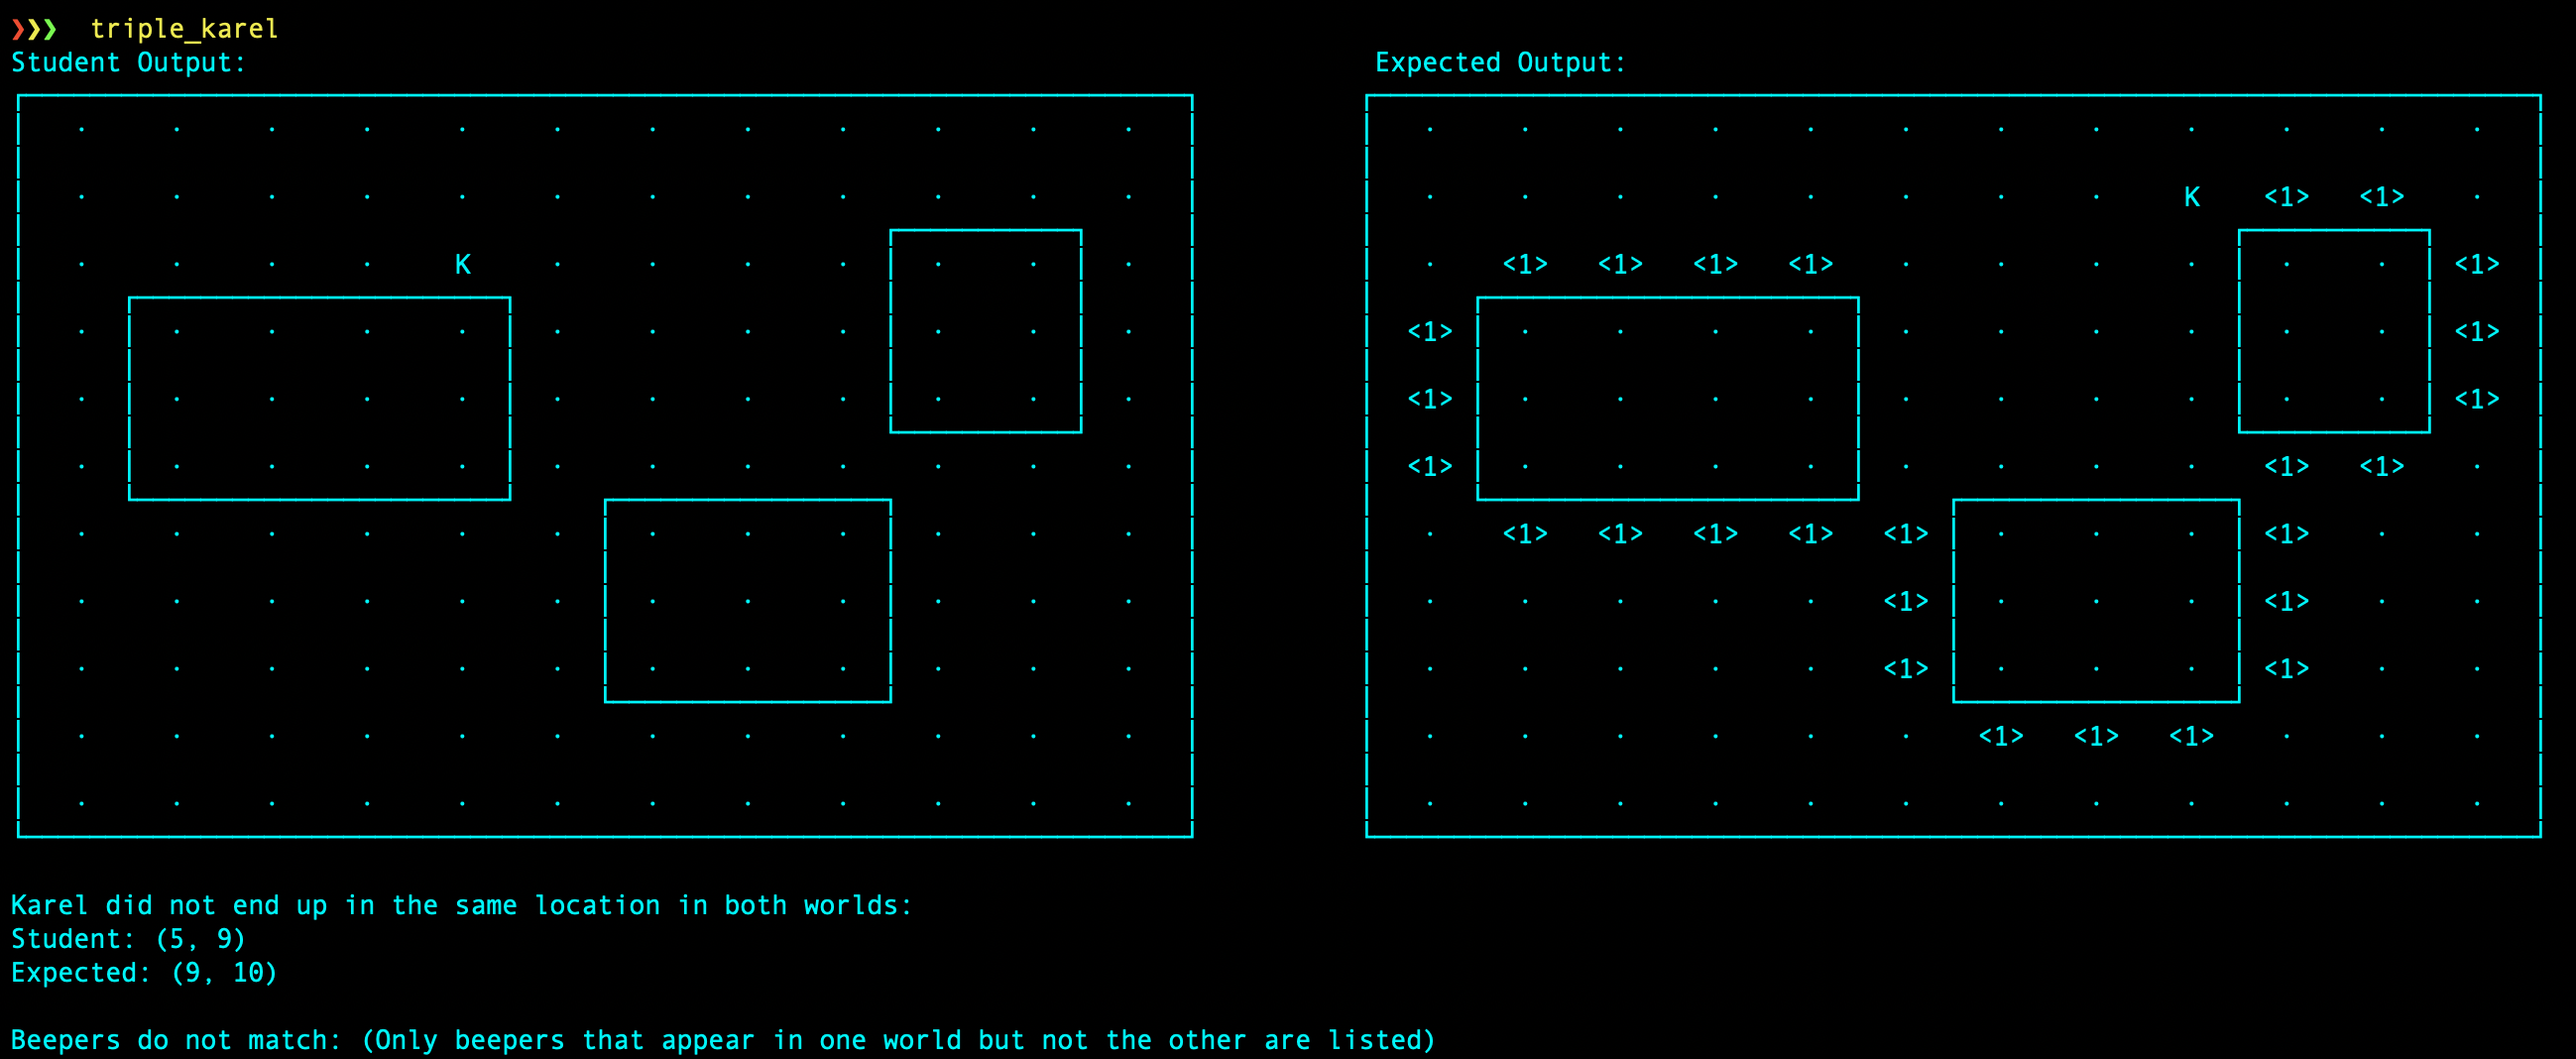 ❯❯❯ triple_karel
Student Output: Expected Output:
· · · · · · · · · · · · · · · · · · · · · · · ·
· · · · · · · · · · · · · · · · · · · · K <1> <1> ·
· · · · K · · · · · · · · <1> <1> <1> <1> · · · · · · <1>
· · · · · · · · · · · · <1> · · · · · · · · · · <1>
· · · · · · · · · · · · <1> · · · · · · · · · · <1>
· · · · · · · · · · · · <1> · · · · · · · · <1> <1> ·
· · · · · · · · · · · · · <1> <1> <1> <1> <1> · · · <1> · ·
· · · · · · · · · · · · · · · · · <1> · · · <1> · ·
· · · · · · · · · · · · · · · · · <1> · · · <1> · ·
· · · · · · · · · · · · · · · · · · <1> <1> <1> · · ·
· · · · · · · · · · · · · · · · · · · · · · · ·
Karel did not end up in the same location in both worlds:
Student: (5, 9)
Expected: (9, 10)
Beepers do not match: (Only beepers that appear in one world but not the other are listed)